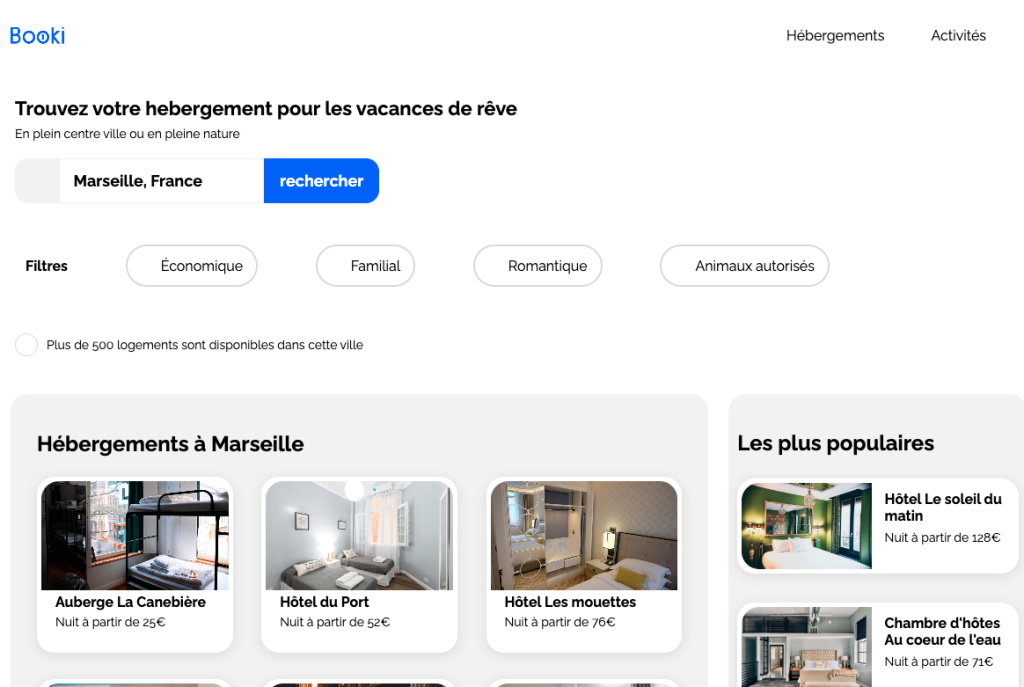 Booki
Hébergements
Activités
Trouvez votre hebergement pour les vacances de rêve
En plein centre ville ou en pleine nature
Marseille, France
rechercher
Filtres
Économique
Familial
Romantique
Animaux autorisés
Plus de 500 logements sont disponibles dans cette ville
Hébergements à Marseille
Auberge La Canebière
Nuit à partir de 25€
Hôtel du Port
Nuit à partir de 52€
Hôtel Les mouettes
Nuit à partir de 76€
Les plus populaires
Hôtel Le soleil du
matin
Nuit à partir de 128€
Chambre d'hôtes
Au coeur de l'eau
Nuit à partir de 71€